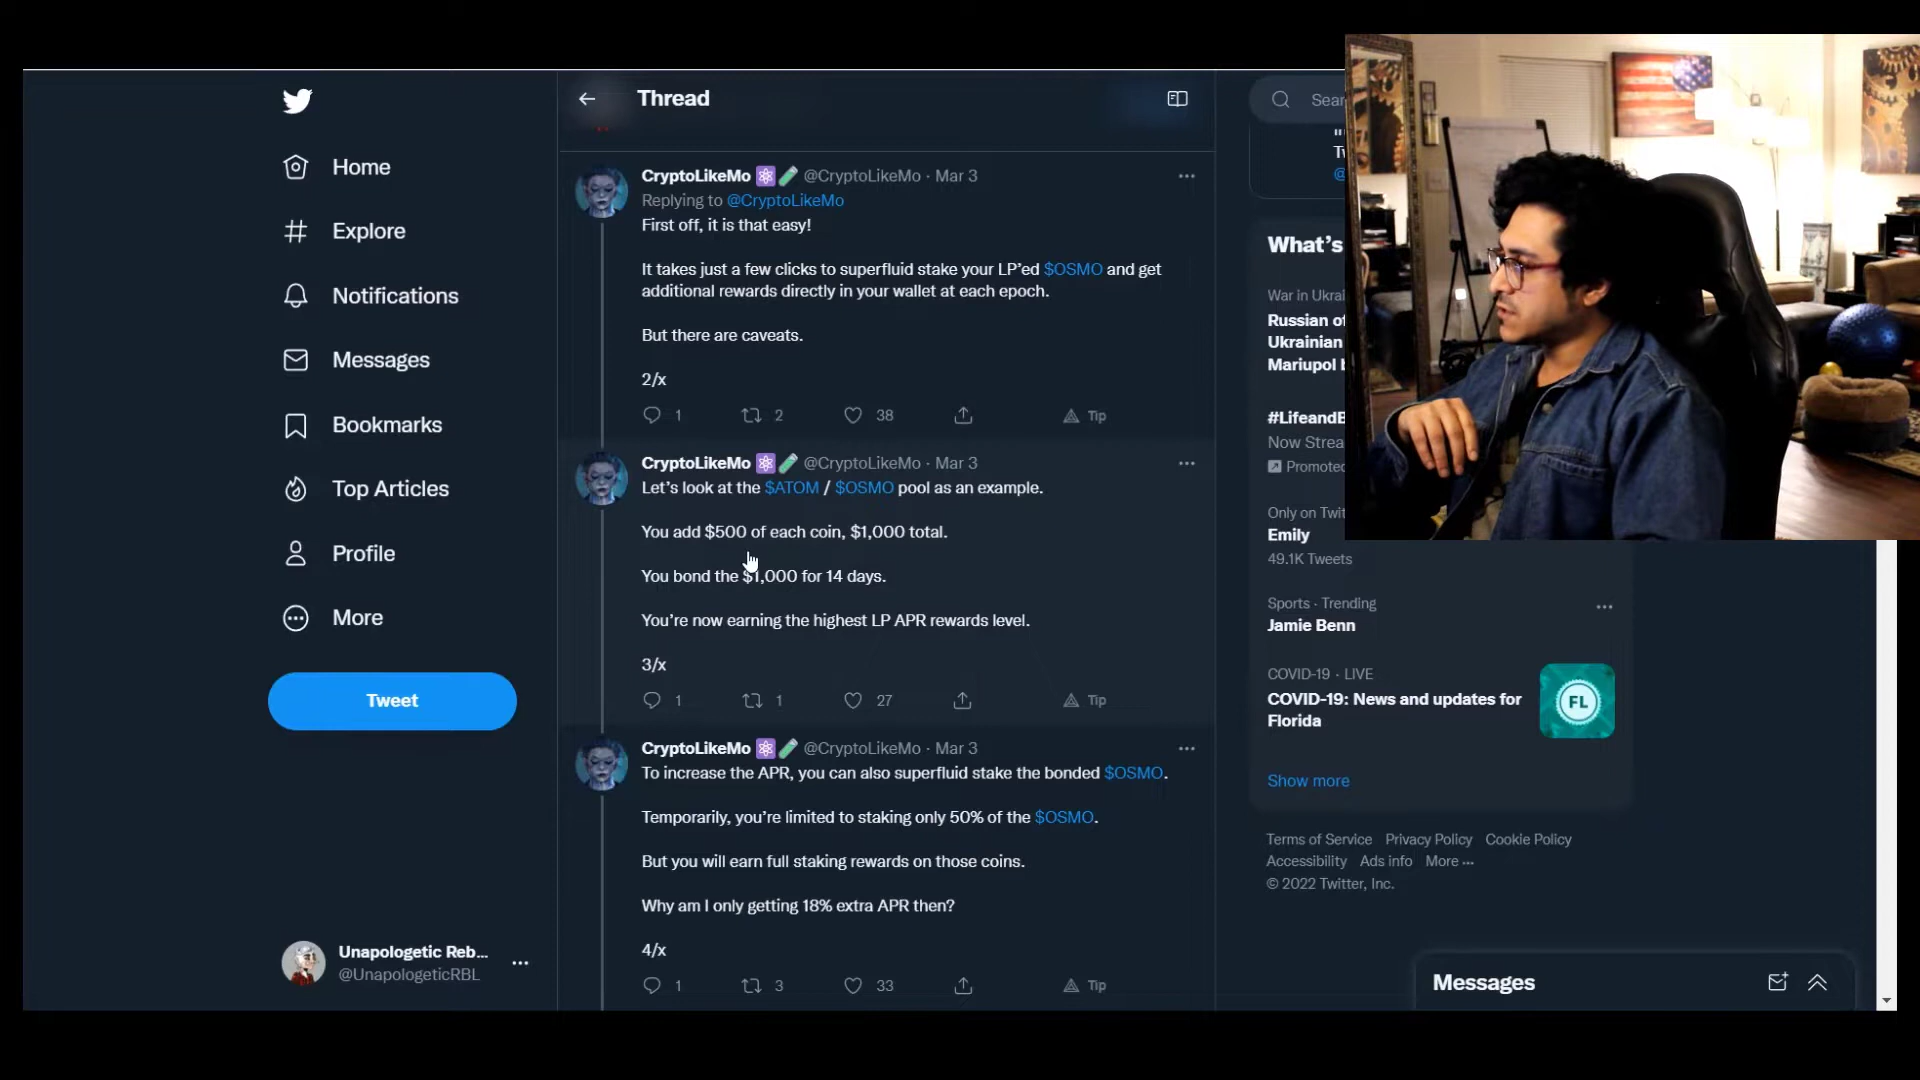 Thread
Sear
Home
Explore
Notifications
Messages
Bookmarks
Top Articles
Profile
More
Tweet
Unapologetic Reb...
@UnapologeticRBL
CryptoLikeMo @CryptoLikeMo · Mar 3
Replying to @CryptoLikeMo
First off, it is that easy!
It takes just a few clicks to superfluid stake your LP'ed $OSMO and get
additional rewards directly in your wallet at each epoch.
But there are caveats.
2/x
1 2 38 Tip
CryptoLikeMo @CryptoLikeMo · Mar 3
Let's look at the $ATOM / $OSMO pool as an example.
You add $500 of each coin, $1,000 total.
You bond the $1,000 for 14 days.
You're now earning the highest LP APR rewards level.
3/x
1 1 27 Tip
CryptoLikeMo @CryptoLikeMo · Mar 3
To increase the APR, you can also superfluid stake the bonded $OSMO.
Temporarily, you're limited to staking only 50% of the $OSMO.
But you will earn full staking rewards on those coins.
Why am I only getting 18% extra APR then?
4/x
1 3 33 Tip
Tw
@
What's
War in Ukrai
Russian of
Ukrainian
Mariupol b
#LifeandB
Now Strea
Promoted
Only on Twit
Emily
49.1K Tweets
Sports · Trending
Jamie Benn
COVID-19 · LIVE
COVID-19: News and updates for
Florida
FL
Show more
Terms of Service Privacy Policy Cookie Policy
Accessibility Ads info More ...
© 2022 Twitter, Inc.
Messages